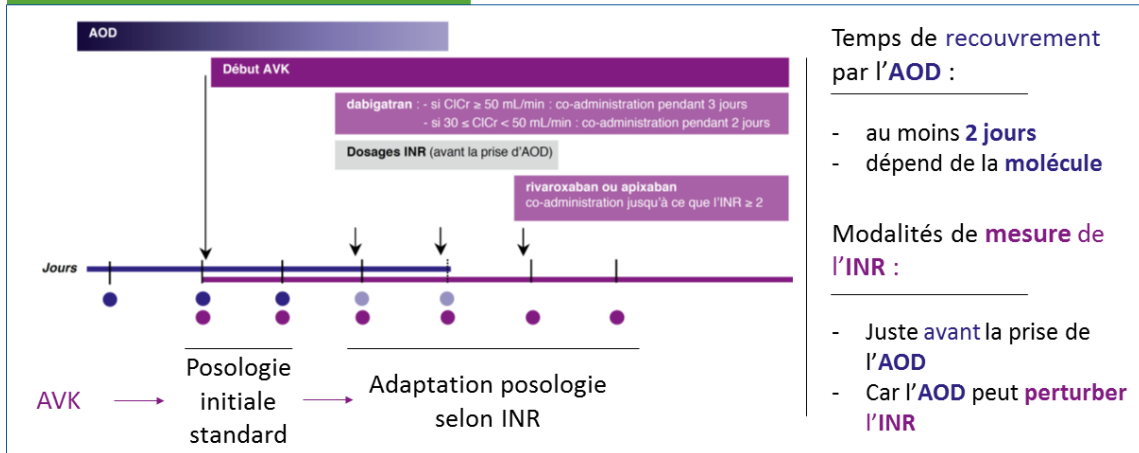 AOD
Début AVK
dabigatran : - si ClCr ≥ 50 mL/min : co-administration pendant 3 jours
- si 30 ≤ ClCr < 50 mL/min : co-administration pendant 2 jours
Dosages INR (avant la prise d'AOD)
rivaroxaban ou apixaban
co-administration jusqu'à ce que l'INR ≥ 2
Jours
AVK
Posologie
initiale
standard
Adaptation posologie
selon INR
Temps de recouvrement
par l'AOD :
- au moins 2 jours
- dépend de la molécule
Modalités de mesure de
l'INR :
- Juste avant la prise de
l'AOD
- Car l'AOD peut perturber
l'INR